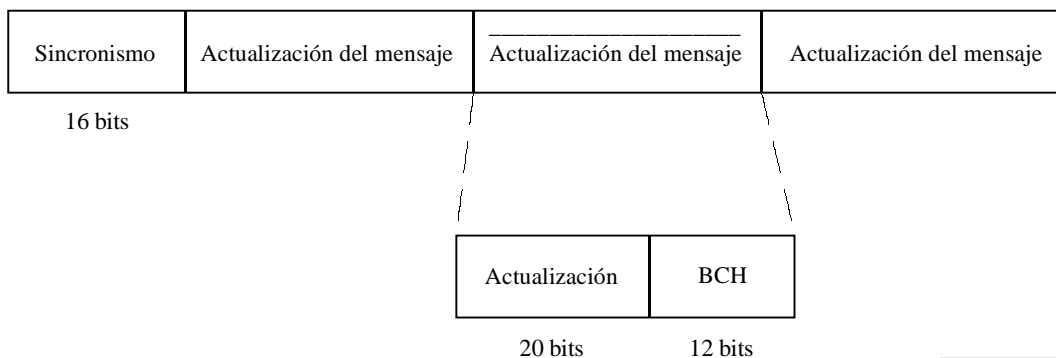 Sincronismo Actualización del mensaje Actualización del mensaje Actualización del mensaje
16 bits
Actualización BCH
20 bits 12 bits